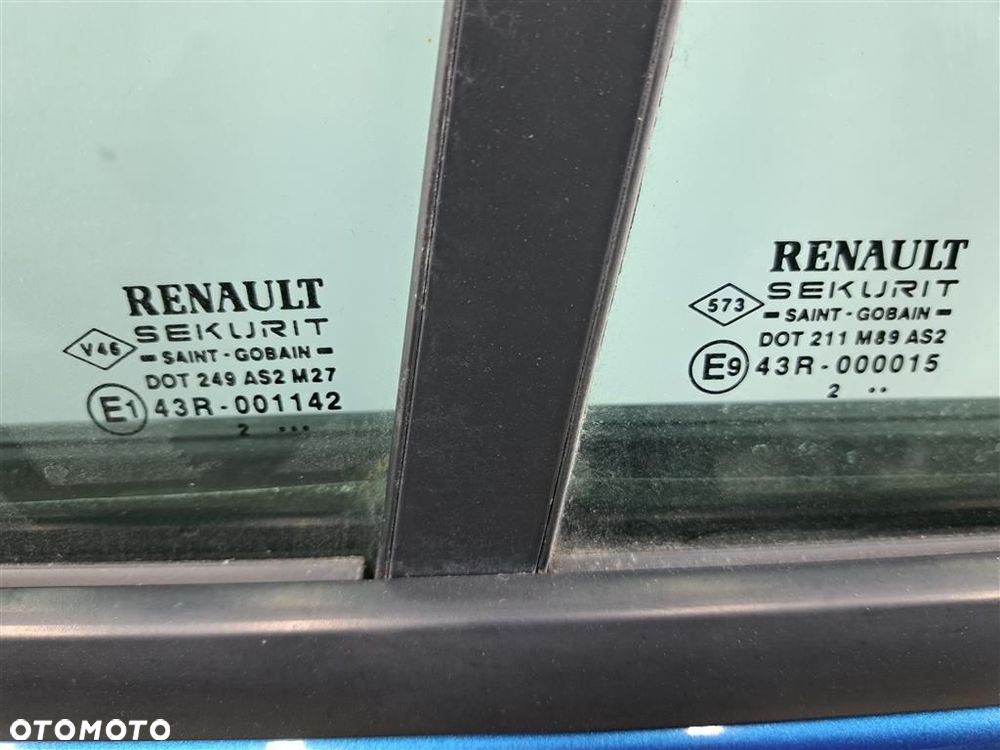 RENAULT
SEKURIT
V46
SAINT-GOBAIN
DOT 249 AS2 M27
E1 43R-001142
2 ...
RENAULT
573 SEKURIT
SAINT-GOBAIN
DOT 211 M89 AS2
E9 43R-000015
2 ..
OTOMOTO